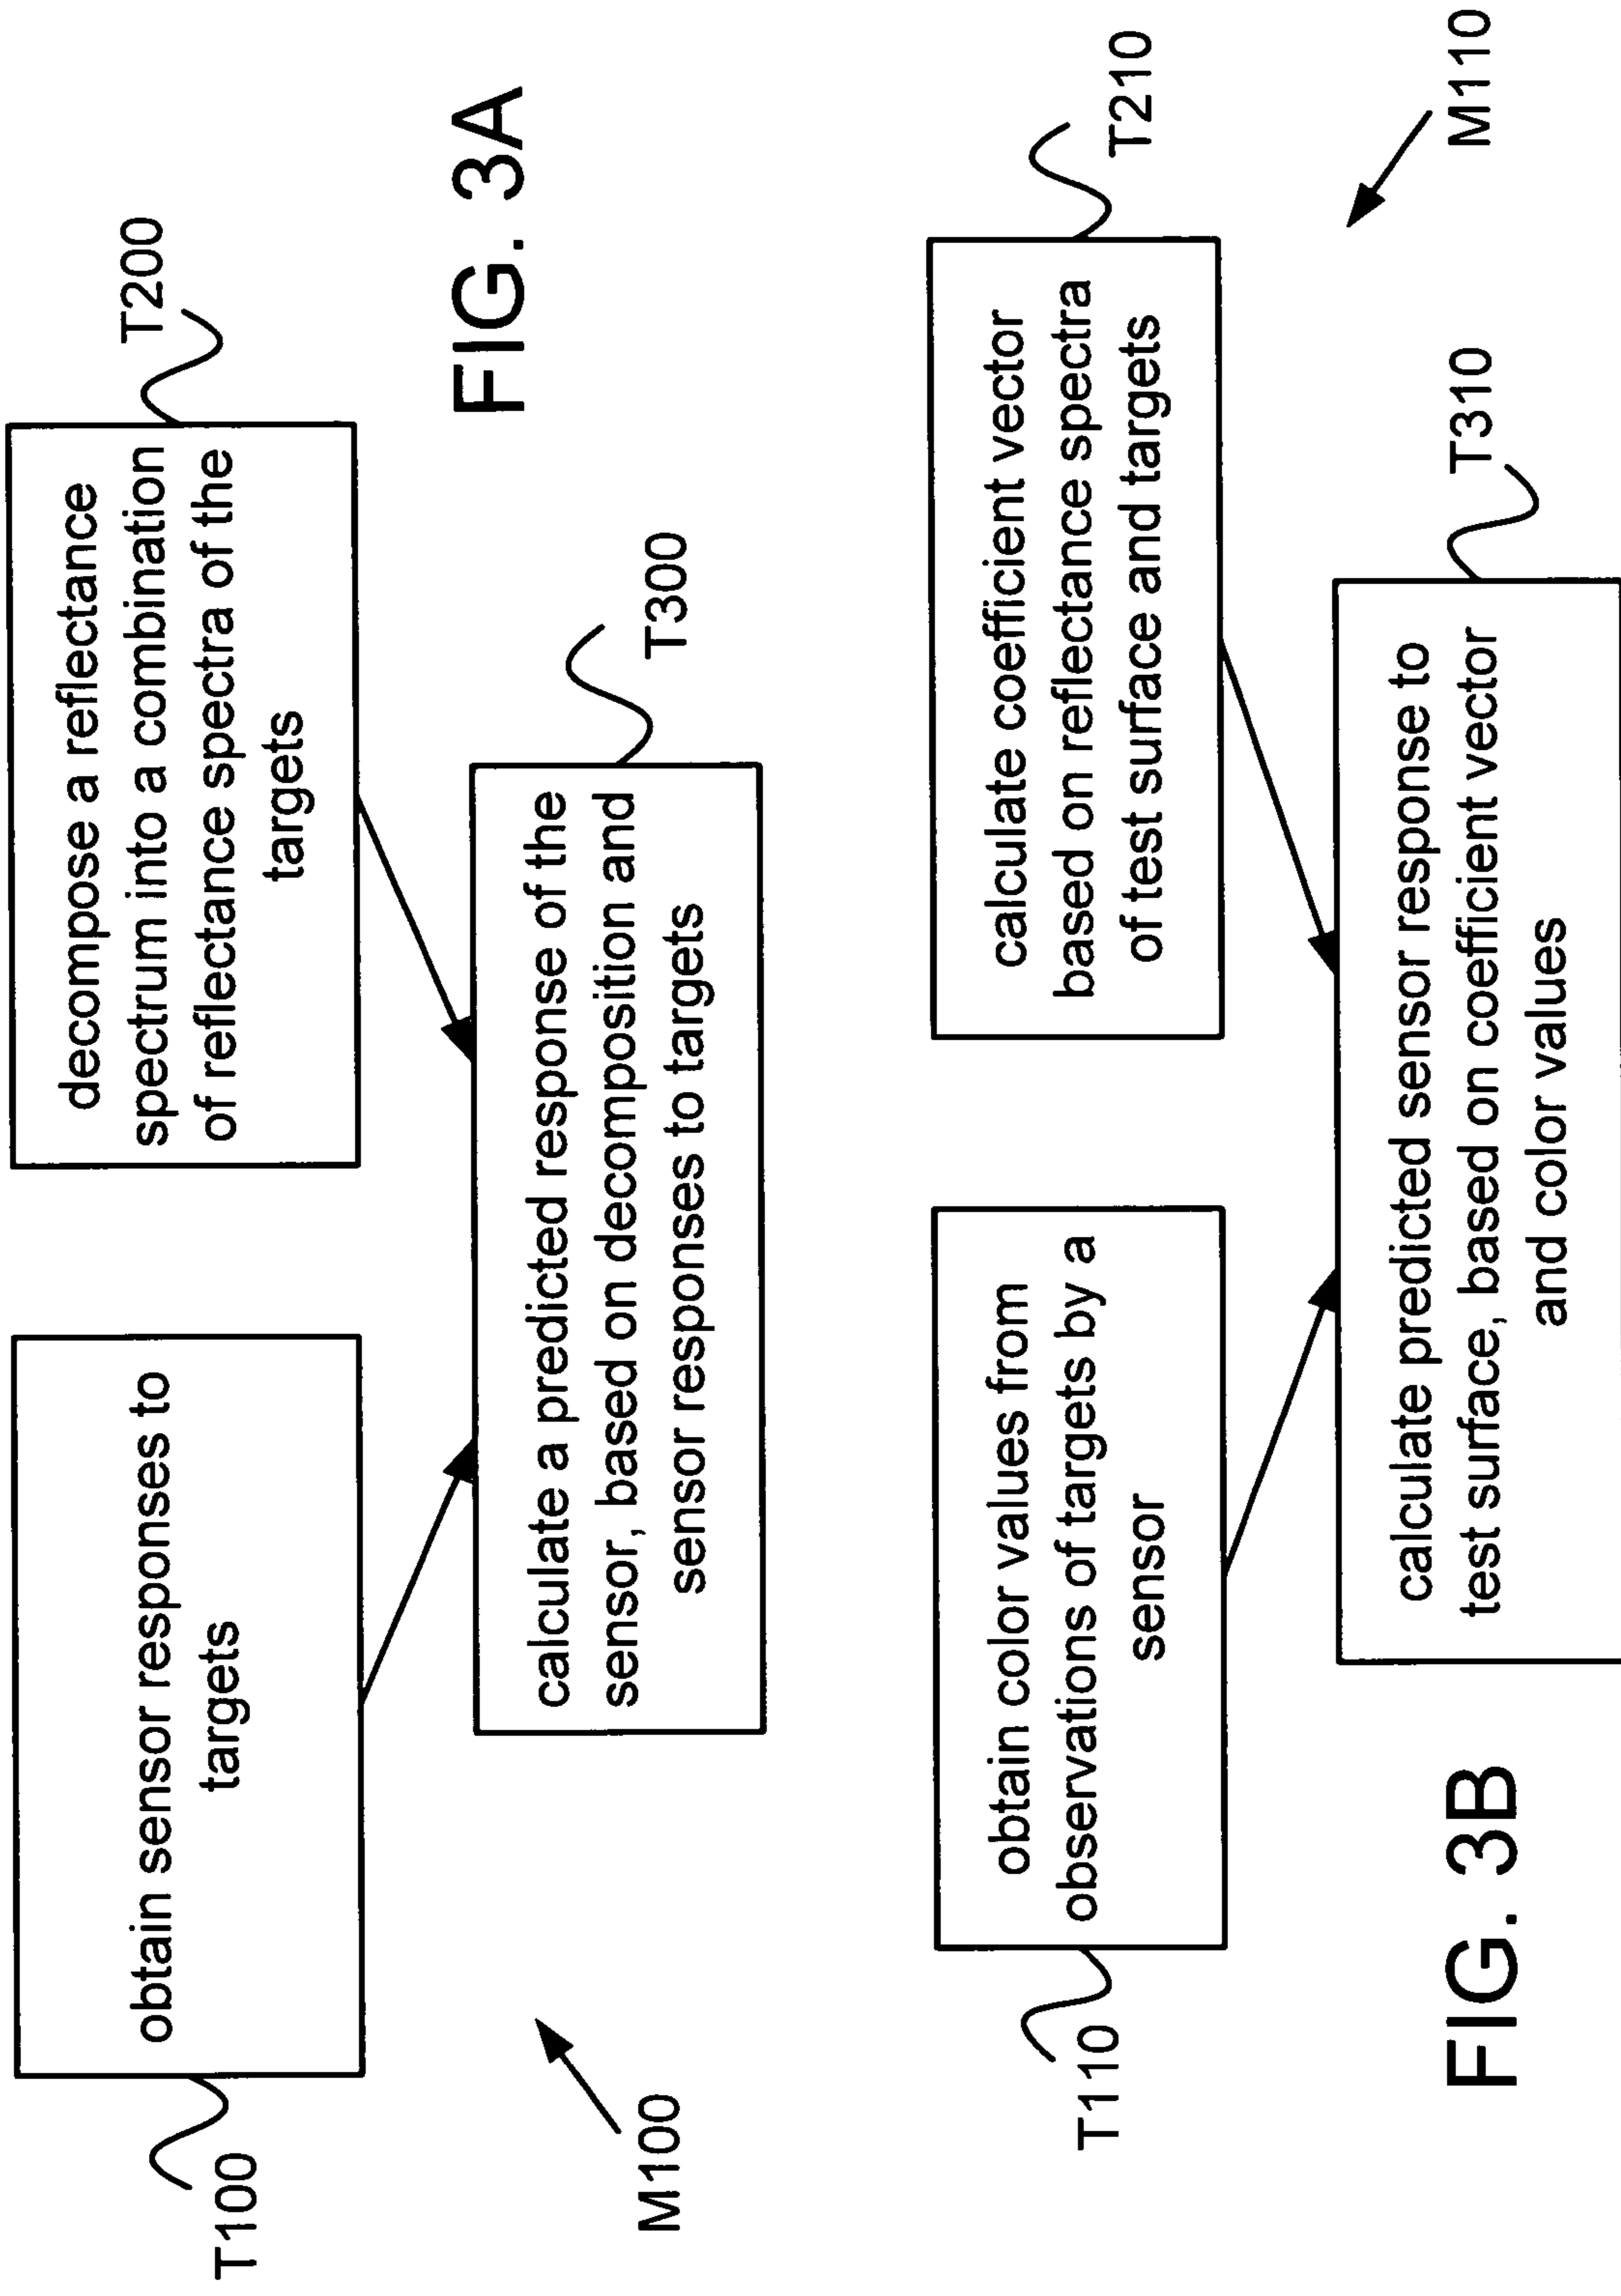 T100
obtain sensor responses to
targets
decompose a reflectance
spectrum into a combination
of reflectance spectra of the
targets
T200
M100
calculate a predicted response of the
sensor, based on decomposition and
sensor responses to targets
T300
FIG. 3A
T110
obtain color values from
observations of targets by a
sensor
calculate coefficient vector
based on reflectance spectra
of test surface and targets
T210
calculate predicted sensor response to
test surface, based on coefficient vector
and color values
T310
M110
FIG. 3B